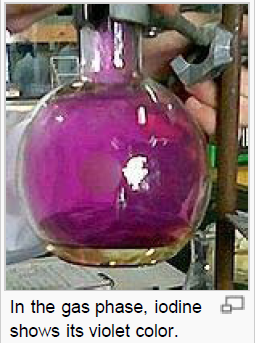 In the gas phase, iodine
shows its violet color.